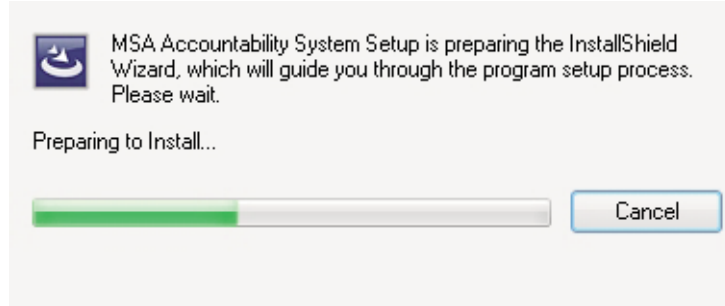 MSA Accountability System Setup is preparing the InstallShield
Wizard, which will guide you through the program setup process.
Please wait.
Preparing to Install...
Cancel